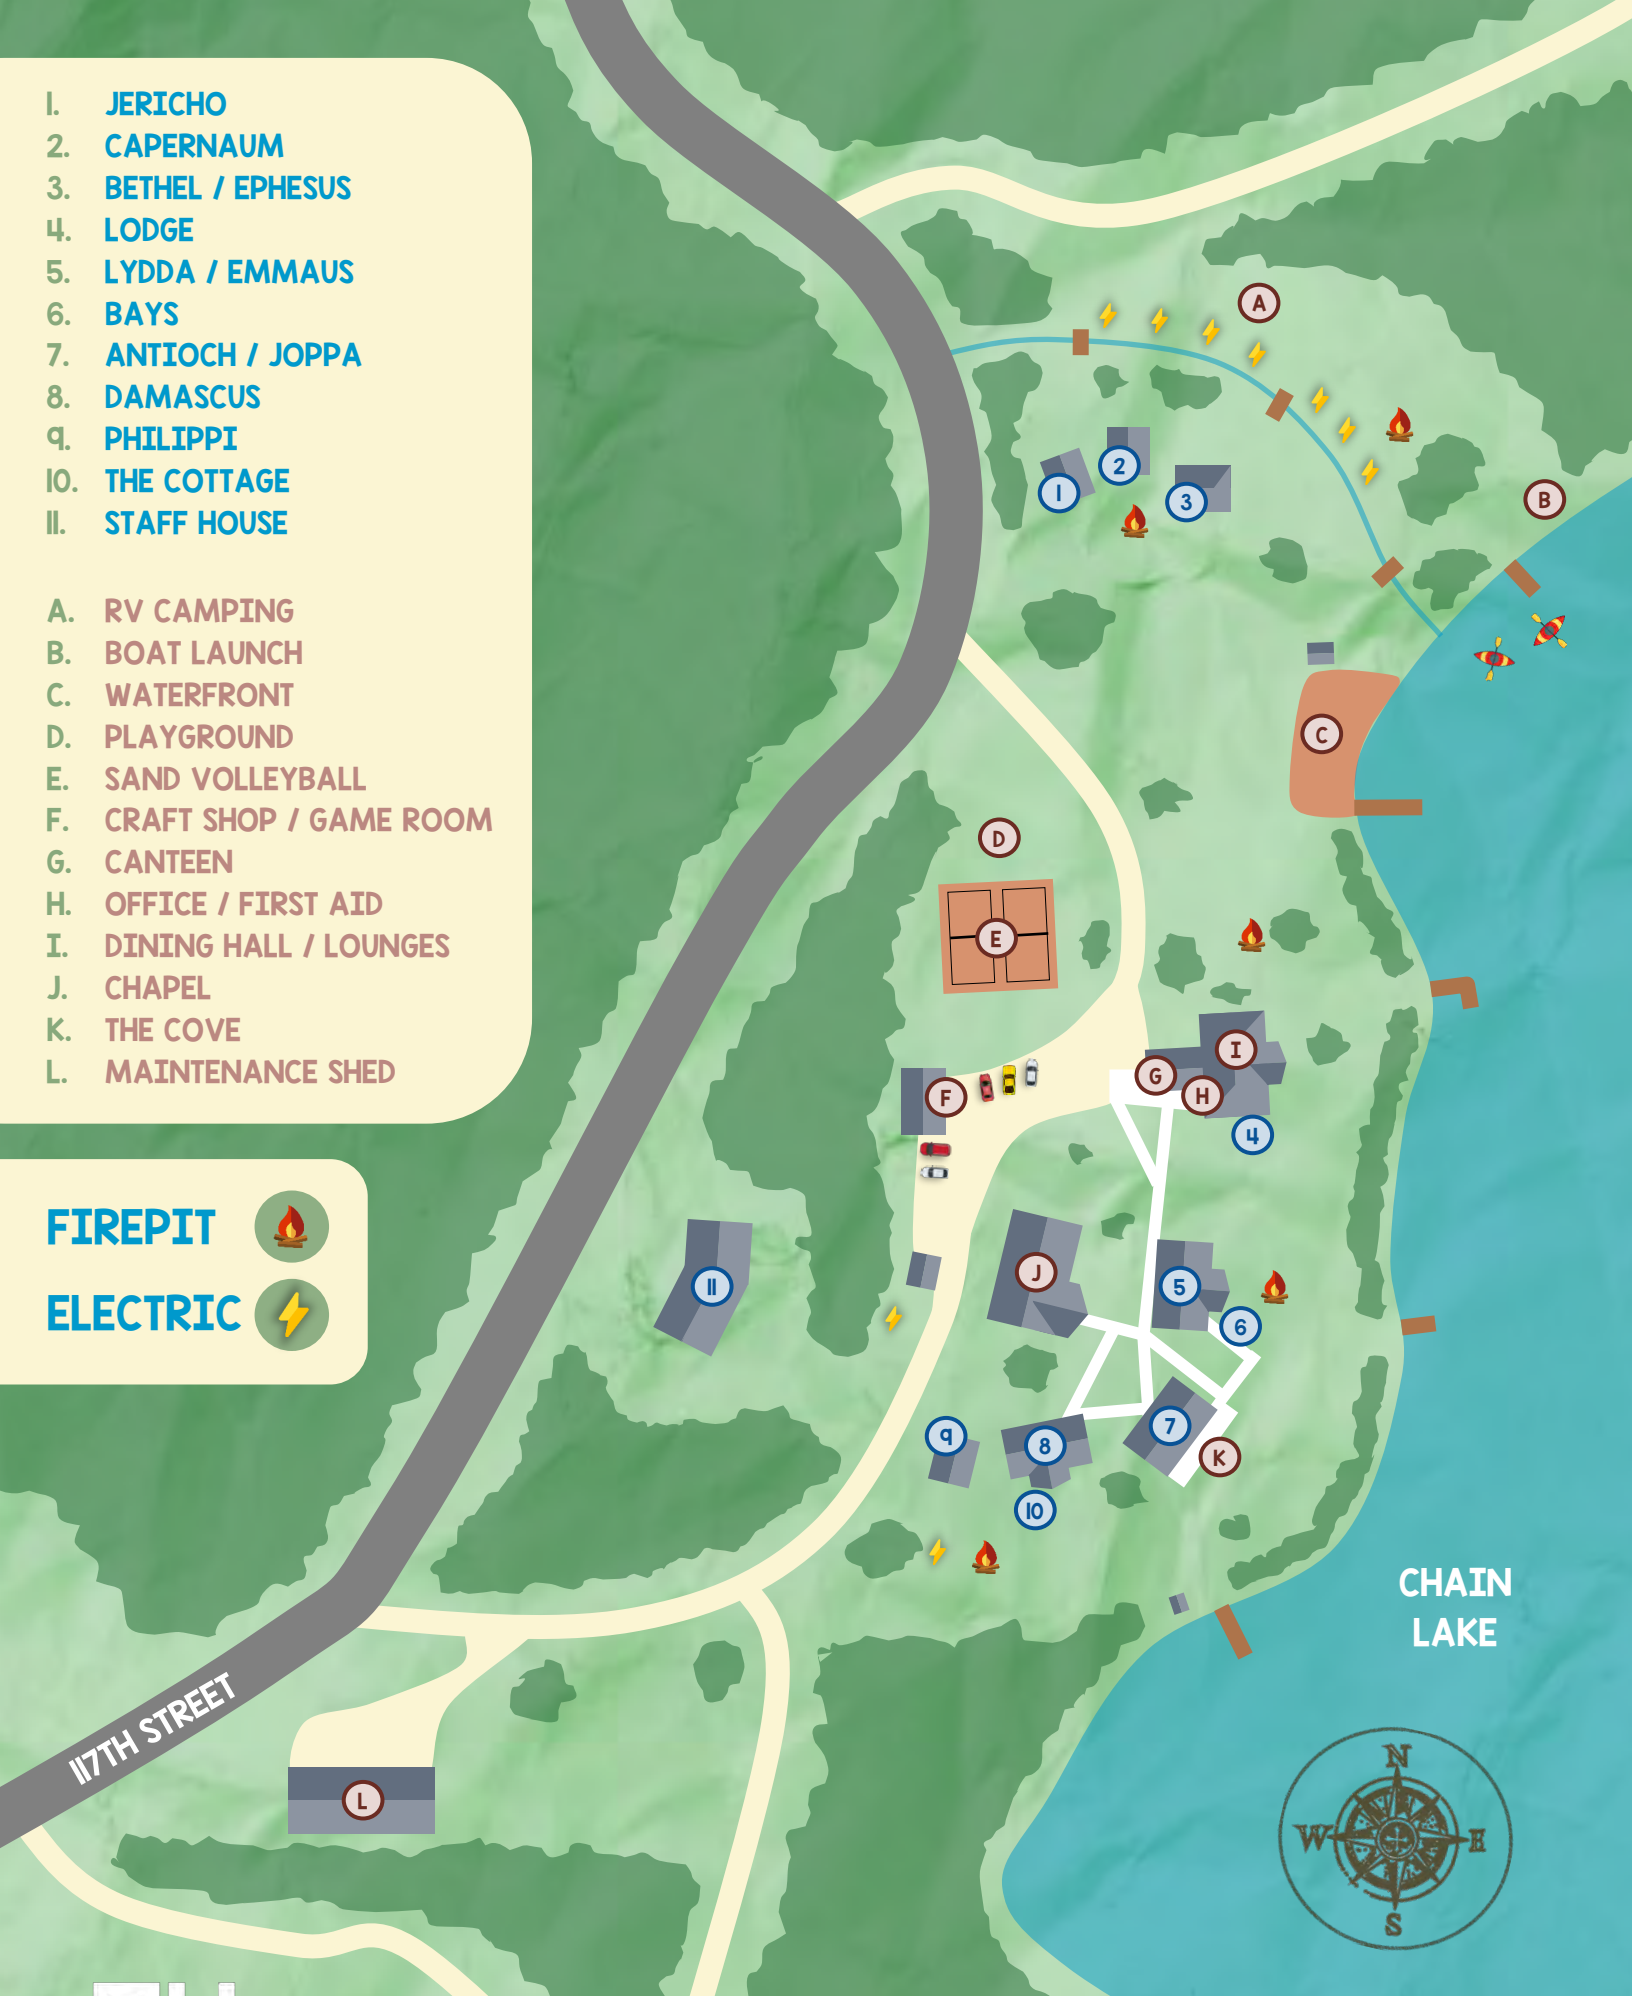 1. JERICHO
2. CAPERNAUM
3. BETHEL / EPHESUS
4. LODGE
5. LYDDA / EMMAUS
6. BAYS
7. ANTIOCH / JOPPA
8. DAMASCUS
9. PHILIPPI
10. THE COTTAGE
11. STAFF HOUSE
A. RV CAMPING
B. BOAT LAUNCH
C. WATERFRONT
D. PLAYGROUND
E. SAND VOLLEYBALL
F. CRAFT SHOP / GAME ROOM
G. CANTEEN
H. OFFICE / FIRST AID
I. DINING HALL / LOUNGES
J. CHAPEL
K. THE COVE
L. MAINTENANCE SHED
FIREPIT
ELECTRIC
A
2
1
3
B
C
D
E
I
G
H
F
4
J
5
11
6
7
9
8
K
10
CHAIN
LAKE
117TH STREET
L
N
W E
S